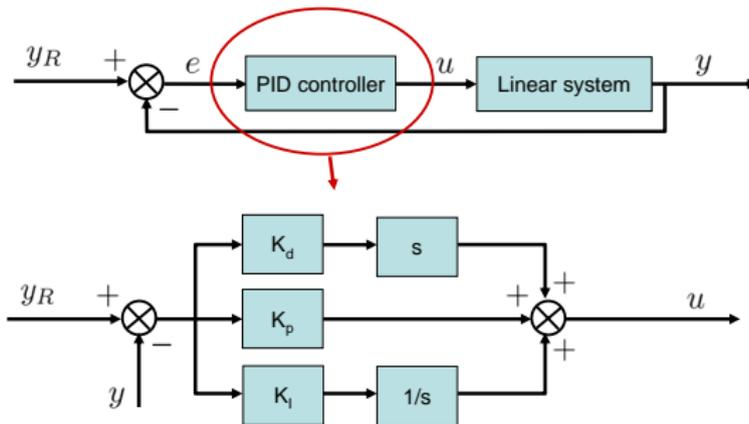 y_R + e PID controller u Linear system y
−
K_d s
+
y_R + K_p + u
− +
y K_I 1/s